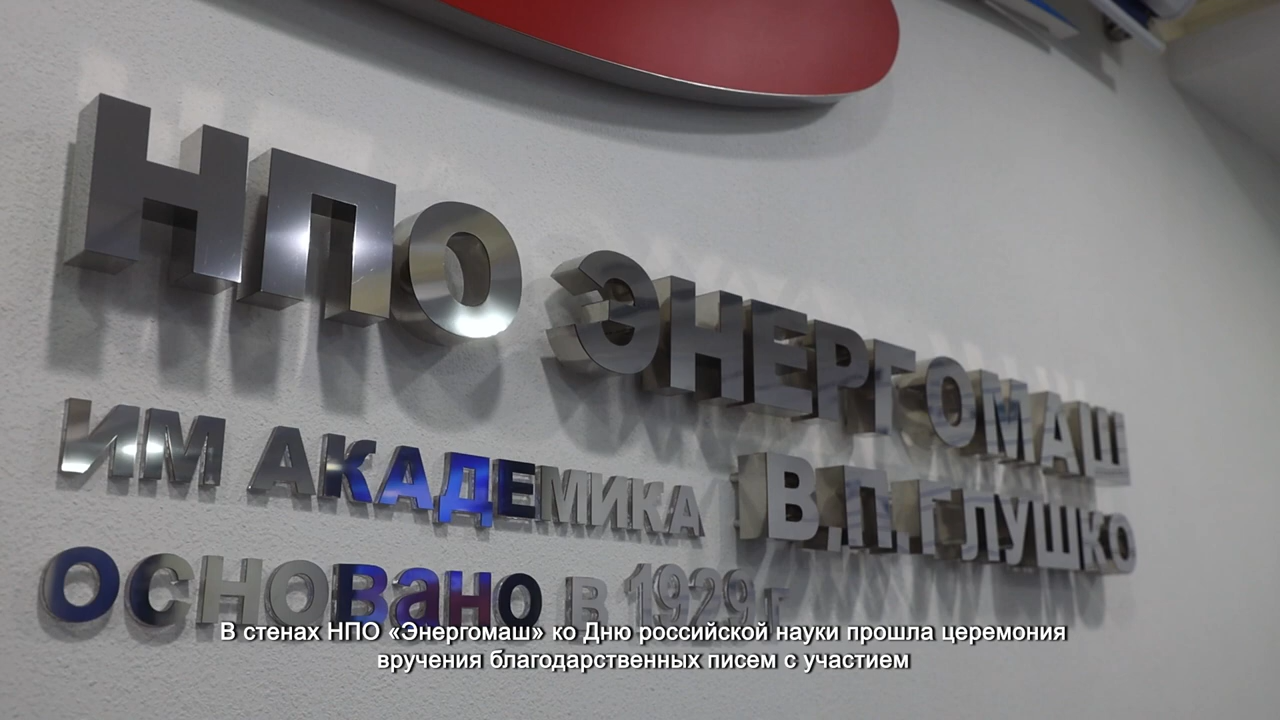 НПО ЭНЕРГОМАШ
ИМ АКАДЕМИКА В.П.ГЛУШКО
основано в 1929 г
В стенах НПО «Энергомаш» ко Дню российской науки прошла церемония
вручения благодарственных писем с участием